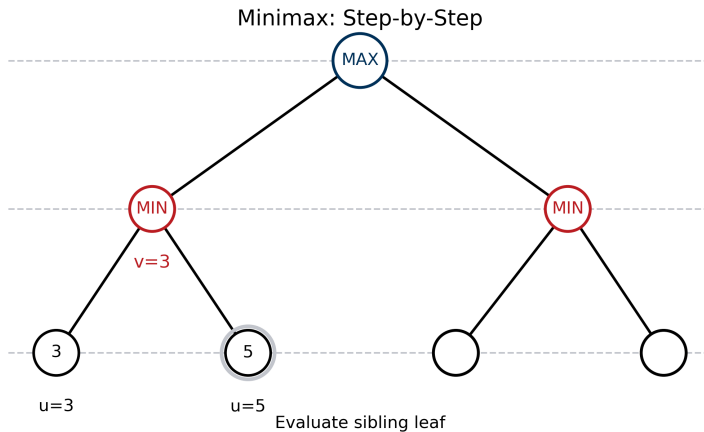 Minimax: Step-by-Step
MAX
MIN
MIN
v=3
3
5
u=3
u=5
Evaluate sibling leaf